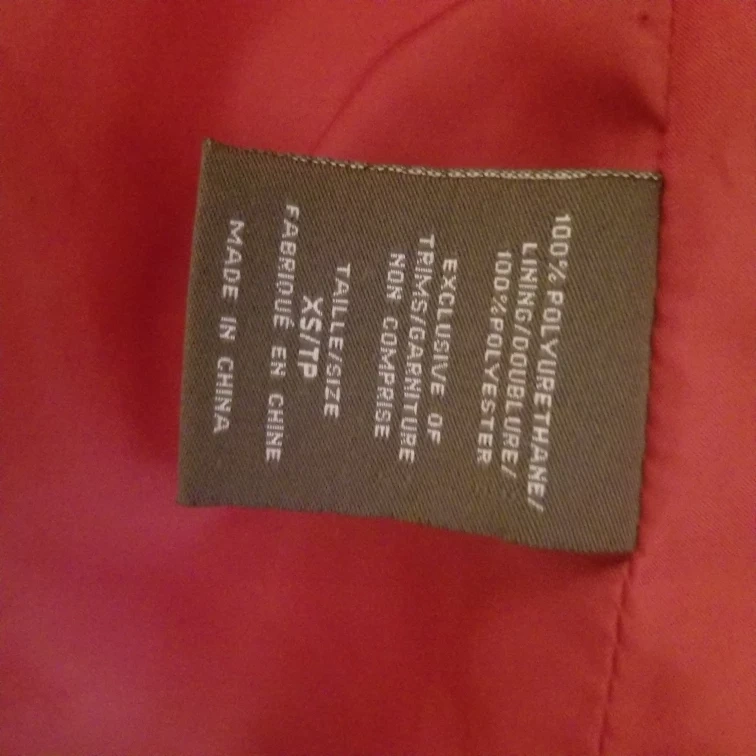 100% POLYURETHANE/
LINING/DOUBLURE/
100%POLYESTER
EXCLUSIVE OF
TRIMS/GARNITURE
NON COMPRISE
TAILLE/SIZE
XS/TP
FABRIQUÉ EN CHINE
MADE IN CHINA